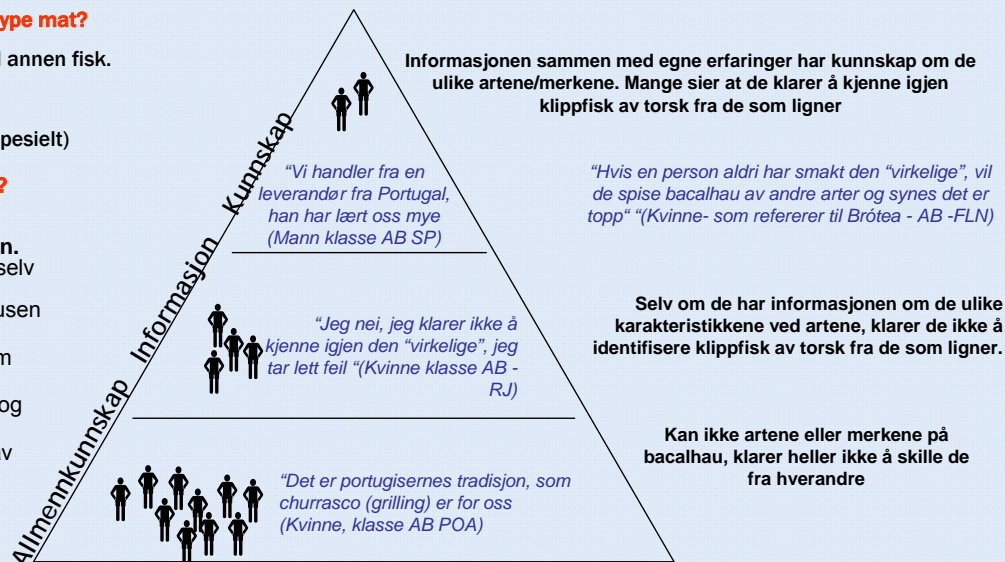 ype mat?
annen fisk.
pesielt)
?
n.
selv
usen
m
og
av
Kunnskap
Informasjon
Allmennkunnskap
Informasjonen sammen med egne erfaringer har kunnskap om de
ulike artene/merkene. Mange sier at de klarer å kjenne igjen
klippfisk av torsk fra de som ligner
“Vi handler fra en
leverandør fra Portugal,
han har lært oss mye
(Mann klasse AB SP)
“Hvis en person aldri har smakt den “virkelige”, vil
de spise bacalhau av andre arter og synes det er
topp“ “(Kvinne- som refererer til Brótea - AB -FLN)
“Jeg nei, jeg klarer ikke å
kjenne igjen den “virkelige”, jeg
tar lett feil “(Kvinne klasse AB -
RJ)
Selv om de har informasjonen om de ulike
karakteristikkene ved artene, klarer de ikke å
identifisere klippfisk av torsk fra de som ligner.
“Det er portugisernes tradisjon, som
churrasco (grilling) er for oss
(Kvinne, klasse AB POA)
Kan ikke artene eller merkene på
bacalhau, klarer heller ikke å skille de
fra hverandre